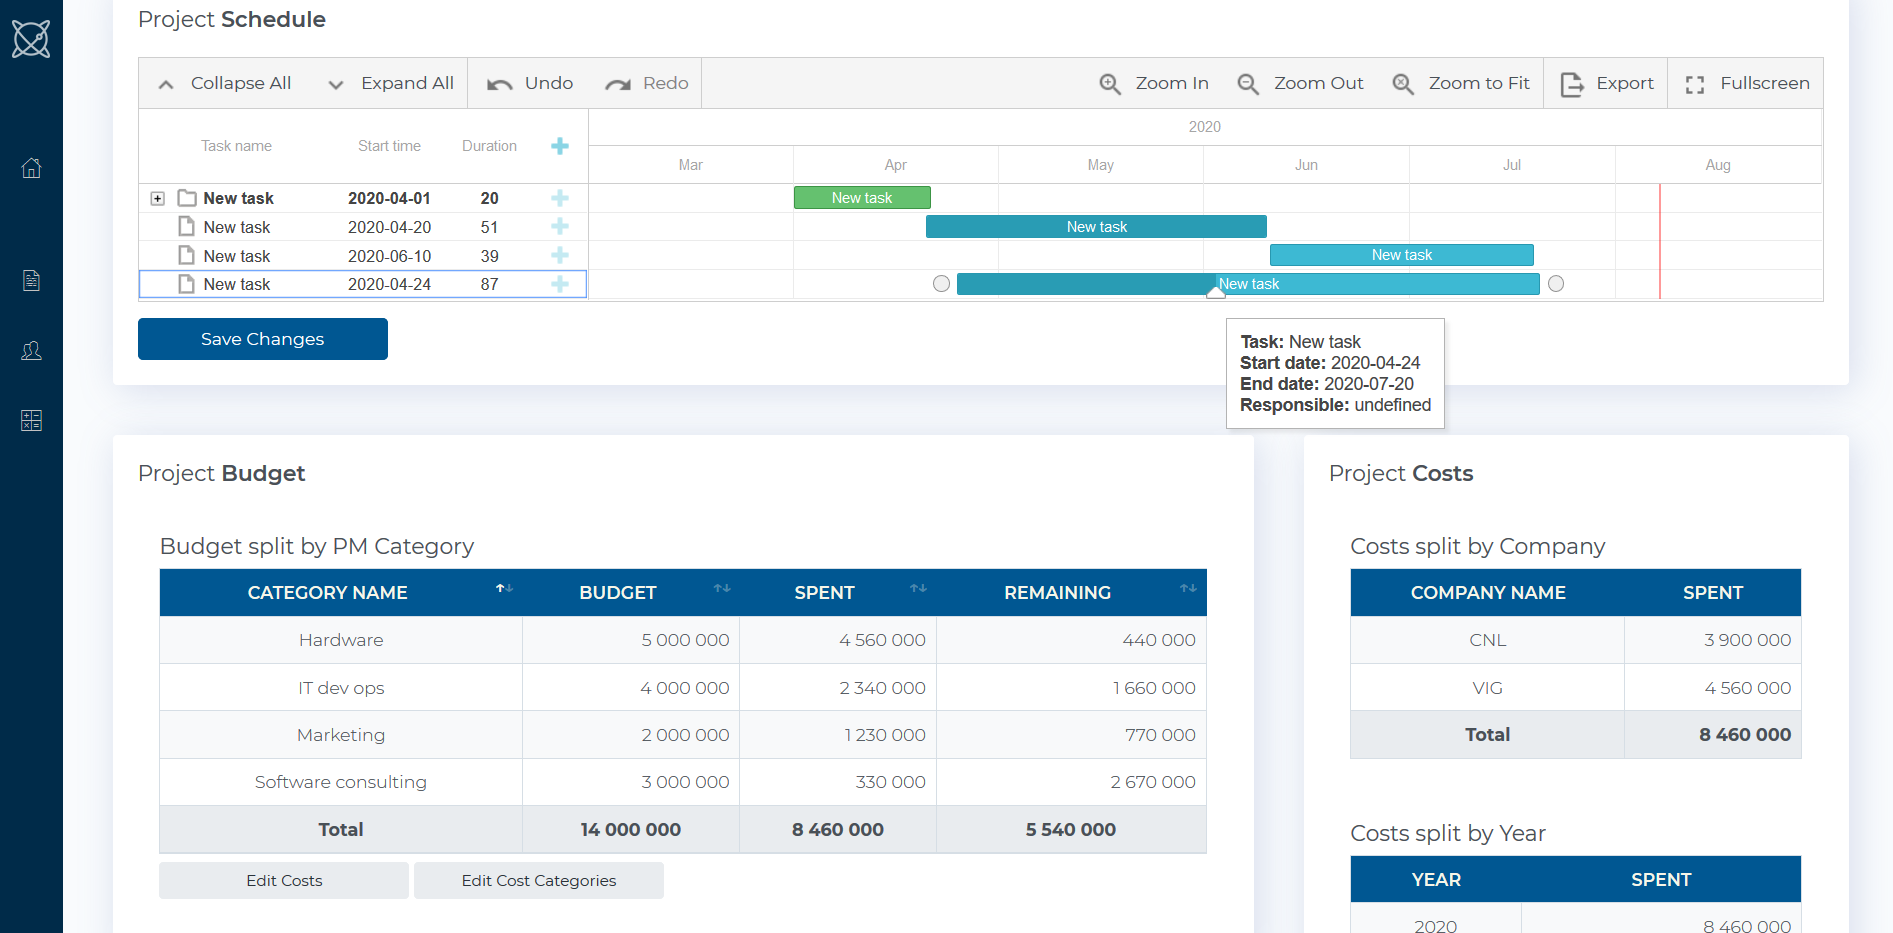 Project Schedule
Collapse All Expand All Undo Redo Zoom In Zoom Out Zoom to Fit Export Fullscreen
Task name Start time Duration
2020
Mar Apr May Jun Jul Aug
New task 2020-04-01 20 New task
New task 2020-04-20 51 New task
New task 2020-06-10 39 New task
New task 2020-04-24 87 New task
Save Changes
Task: New task
Start date: 2020-04-24
End date: 2020-07-20
Responsible: undefined
Project Budget
Budget split by PM Category
CATEGORY NAME BUDGET SPENT REMAINING
Hardware 5 000 000 4 560 000 440 000
IT dev ops 4 000 000 2 340 000 1 660 000
Marketing 2 000 000 1 230 000 770 000
Software consulting 3 000 000 330 000 2 670 000
Total 14 000 000 8 460 000 5 540 000
Edit Costs Edit Cost Categories
Project Costs
Costs split by Company
COMPANY NAME SPENT
CNL 3 900 000
VIG 4 560 000
Total 8 460 000
Costs split by Year
YEAR SPENT
2020 8 460 000